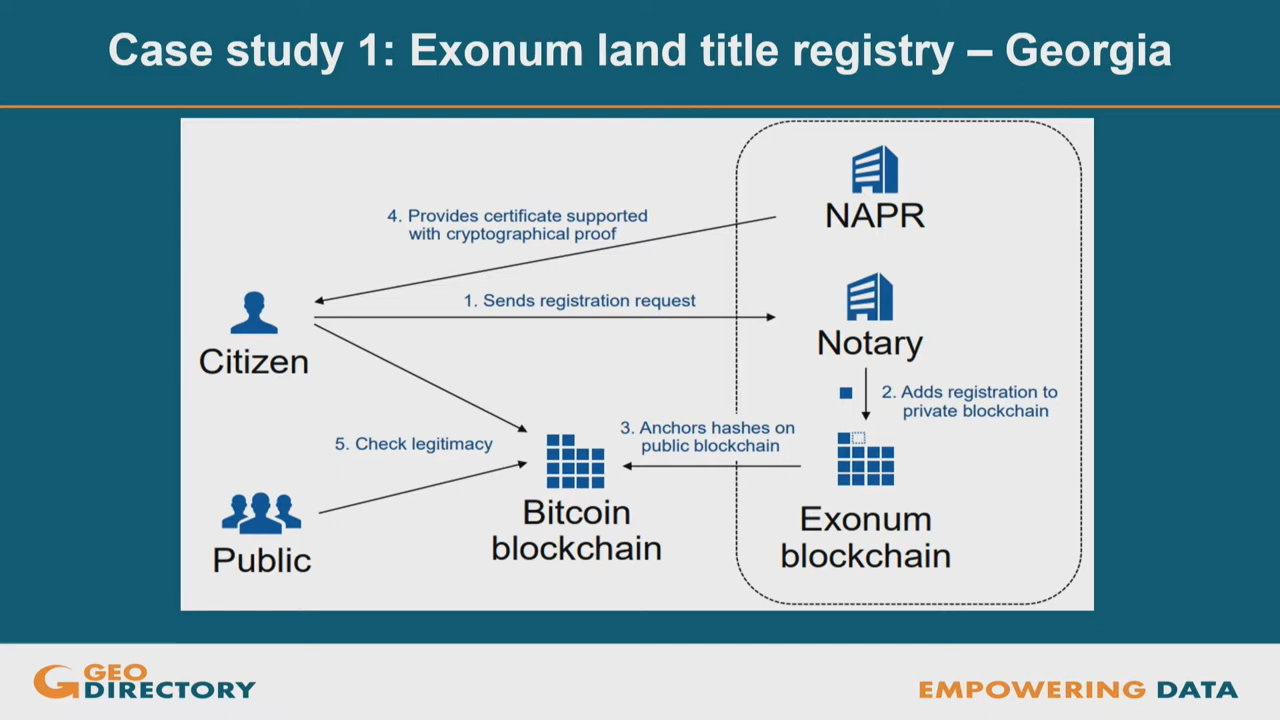 Case study 1: Exonum land title registry – Georgia
NAPR
4. Provides certificate supported
with cryptographical proof
1. Sends registration request
Citizen
Notary
2. Adds registration to
private blockchain
3. Anchors hashes on
public blockchain
5. Check legitimacy
Bitcoin
blockchain
Exonum
blockchain
Public
GEO
DIRECTORY
EMPOWERING DATA